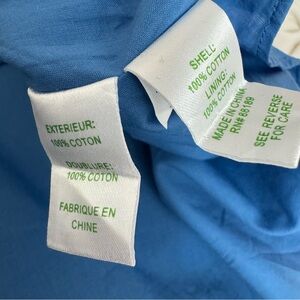 EXTERIEUR:
100% COTON
DOUBLURE:
100% COTON
FABRIQUE EN
CHINE
SHELL:
100% COTTON
LINING:
100% COTTON
MADE IN CHINA
RN# 66189
SEE REVERSE
FOR CARE